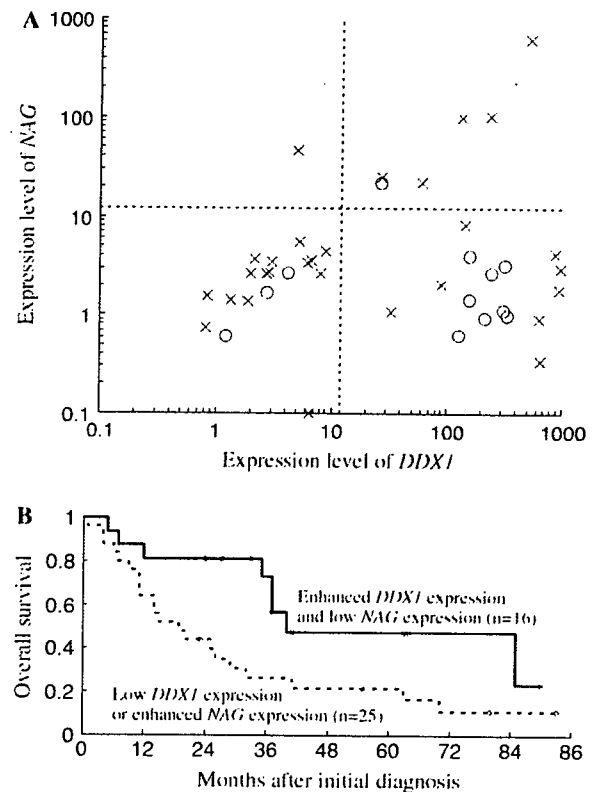 A
Expression level of NAG
1000
100
10
1
0.1
0.1 1 10 100 1000
Expression level of DDX1
B
Overall survival
1
0.8
0.6
0.4
0.2
0
Enhanced DDX1 expression
and low NAG expression (n=16)
Low DDX1 expression
or enhanced NAG expression (n=25)
0 12 24 36 48 60 72 84 86
Months after initial diagnosis